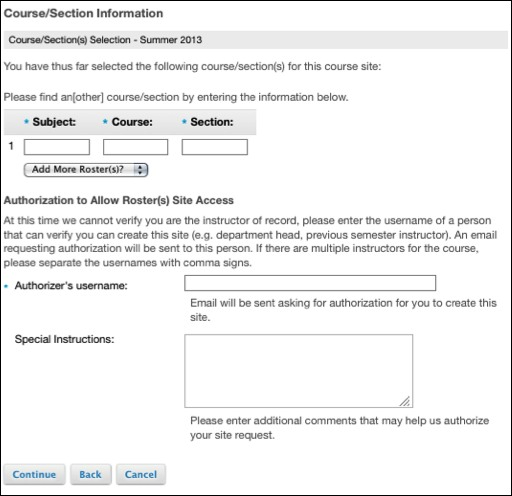 Course/Section Information
Course/Section(s) Selection - Summer 2013
You have thus far selected the following course/section(s) for this course site:
Please find an[other] course/section by entering the information below.
* Subject: * Course: * Section:
1
Add More Roster(s)?
Authorization to Allow Roster(s) Site Access
At this time we cannot verify you are the instructor of record, please enter the username of a person
that can verify you can create this site (e.g. department head, previous semester instructor). An email
requesting authorization will be sent to this person. If there are multiple instructors for the course,
please separate the usernames with comma signs.
* Authorizer's username:
Email will be sent asking for authorization for you to create this
site.
Special Instructions:
Please enter additional comments that may help us authorize
your site request.
Continue Back Cancel